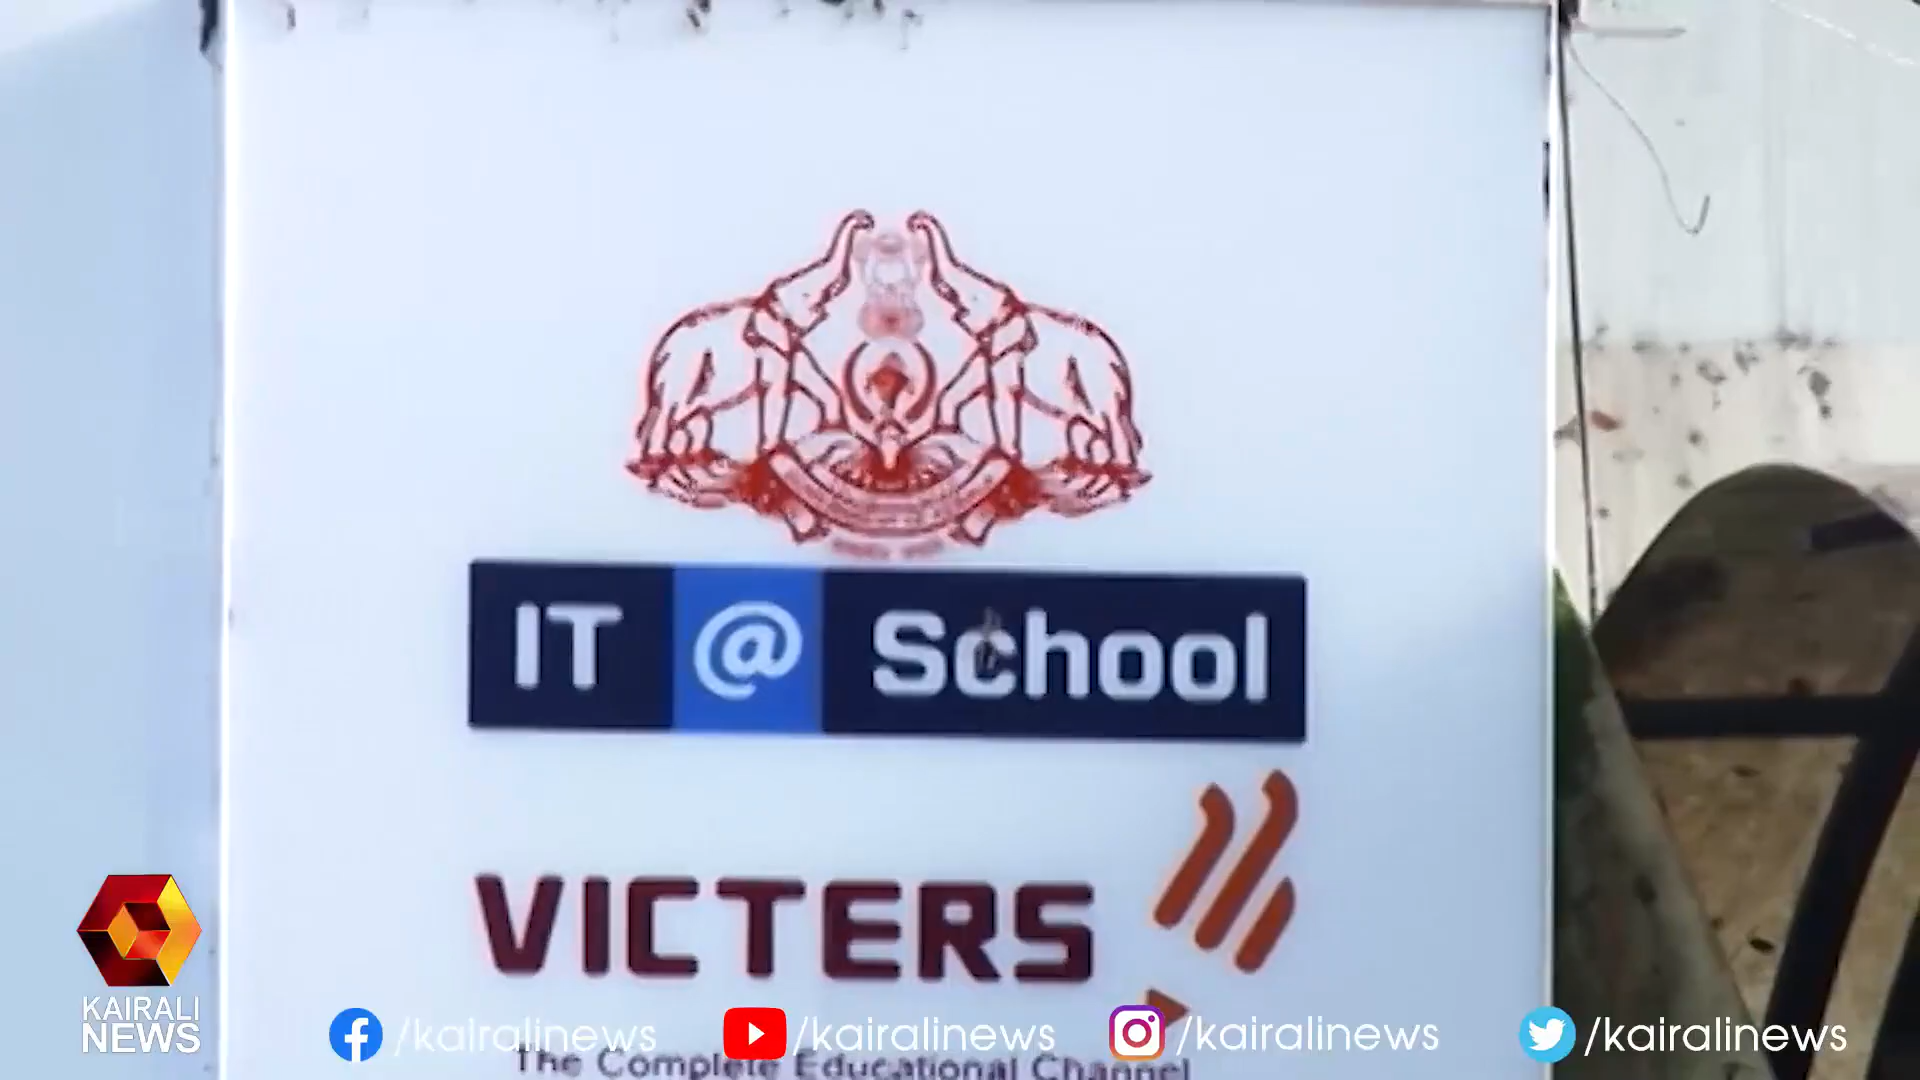 IT @ School
VICTERS
The Complete Educational Channel
KAIRALI
NEWS
/kairalinews
/kairalinews
/kairalinews
/kairalinews